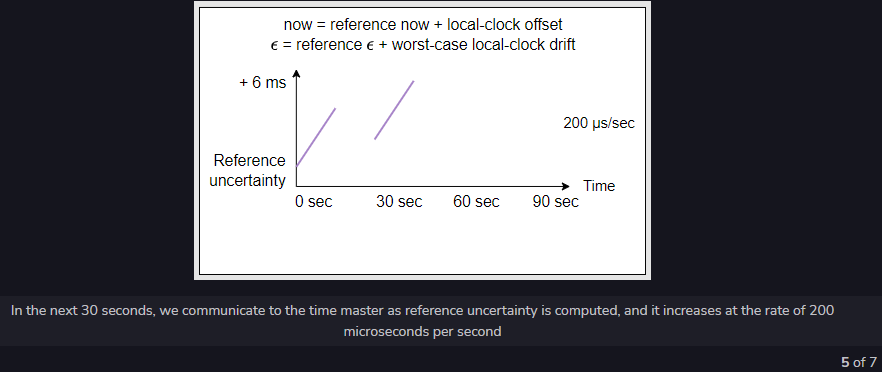 now = reference now + local-clock offset
ϵ = reference ϵ + worst-case local-clock drift
+ 6 ms
200 µs/sec
Reference
uncertainty
Time
0 sec 30 sec 60 sec 90 sec
In the next 30 seconds, we communicate to the time master as reference uncertainty is computed, and it increases at the rate of 200
microseconds per second
5 of 7